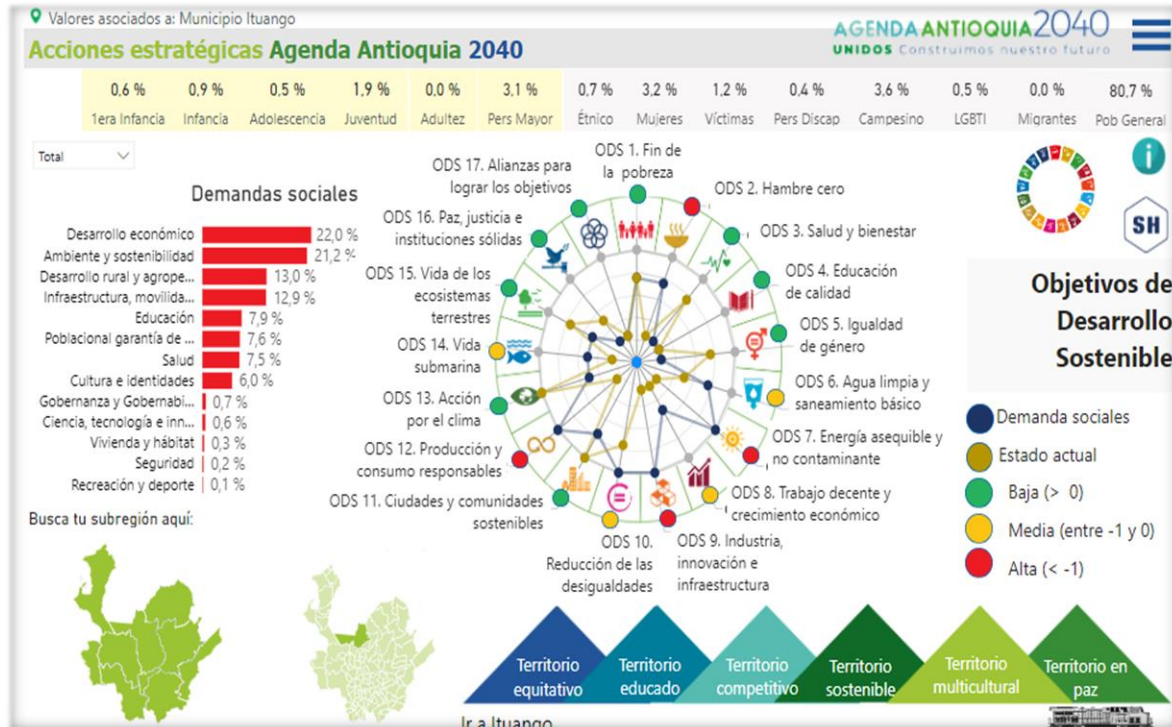 Valores asociados a: Municipio Ituango
Acciones estratégicas Agenda Antioquia 2040
AGENDA ANTIOQUIA 2040
UNIDOS Construimos nuestro futuro
0,6 % 0,9 % 0,5 % 1,9 % 0,0 % 3,1 % 0,7 % 3,2 % 1,2 % 0,4 % 3,6 % 0,5 % 0,0 % 80,7 %
1era Infancia Infancia Adolescencia Juventud Adultez Pers Mayor Étnico Mujeres Víctimas Pers Discap Campesino LGBTI Migrantes Pob General
Total
Demandas sociales
Desarrollo económico 22,0 %
Ambiente y sostenibilidad 21,2 %
Desarrollo rural y agrope... 13,0 %
Infraestructura, movilida... 12,9 %
Educación 7,9 %
Poblacional garantía de ... 7,6 %
Salud 7,5 %
Cultura e identidades 6,0 %
Gobernanza y Gobernabi... 0,7 %
Ciencia, tecnología e inn... 0,6 %
Vivienda y hábitat 0,3 %
Seguridad 0,2 %
Recreación y deporte 0,1 %
Busca tu subregión aquí:
ODS 1. Fin de
la pobreza
ODS 2. Hambre cero
ODS 3. Salud y bienestar
ODS 4. Educación
de calidad
ODS 5. Igualdad
de género
ODS 6. Agua limpia y
saneamiento básico
ODS 7. Energía asequible y
no contaminante
ODS 8. Trabajo decente y
crecimiento económico
ODS 9. Industria,
innovación e
infraestructura
ODS 10.
Reducción de las
desigualdades
ODS 11. Ciudades y comunidades
sostenibles
ODS 12. Producción y
consumo responsables
ODS 13. Acción
por el clima
ODS 14. Vida
submarina
ODS 15. Vida de los
ecosistemas
terrestres
ODS 16. Paz, justicia e
instituciones sólidas
ODS 17. Alianzas para
lograr los objetivos
i
SH
Objetivos de
Desarrollo
Sostenible
Demanda sociales
Estado actual
Baja (> 0)
Media (entre -1 y 0)
Alta (< -1)
Territorio
equitativo
Territorio
educado
Territorio
competitivo
Territorio
sostenible
Territorio
multicultural
Territorio en
paz
Ir a Ituango